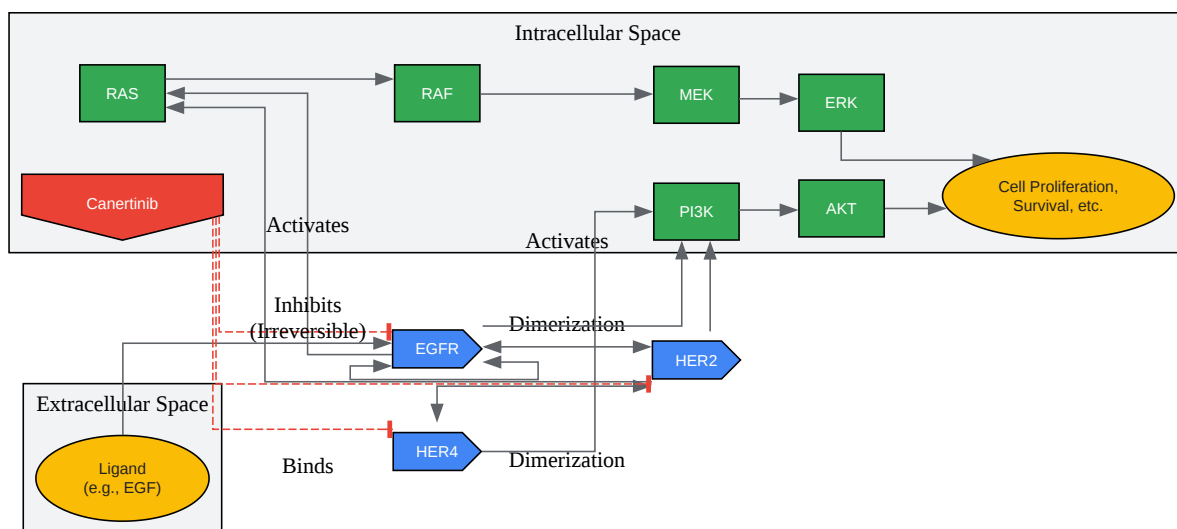 Intracellular Space
RAS
RAF
MEK
ERK
Canertinib
PI3K
AKT
Cell Proliferation,
Survival, etc.
Activates
Activates
Inhibits
(Irreversible)
Dimerization
EGFR
HER2
Extracellular Space
HER4
Dimerization
Binds
Ligand
(e.g., EGF)